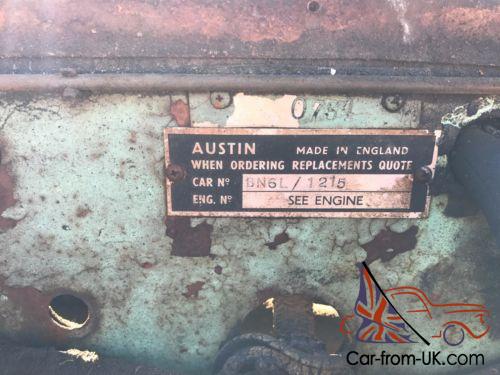 0784
AUSTIN MADE IN ENGLAND
WHEN ORDERING REPLACEMENTS QUOTE
CAR Nº BN6L/1215
ENG. Nº SEE ENGINE
Car-from-UK.com